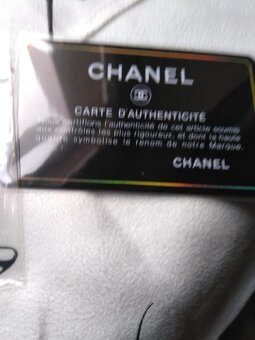 CHANEL
CARTE D'AUTHENTICITÉ
Nous certifions l'authenticité de cet article soumis
aux contrôles les plus rigoureux, et dont la haute
qualité symbolise le renom de notre Marque.
CHANEL